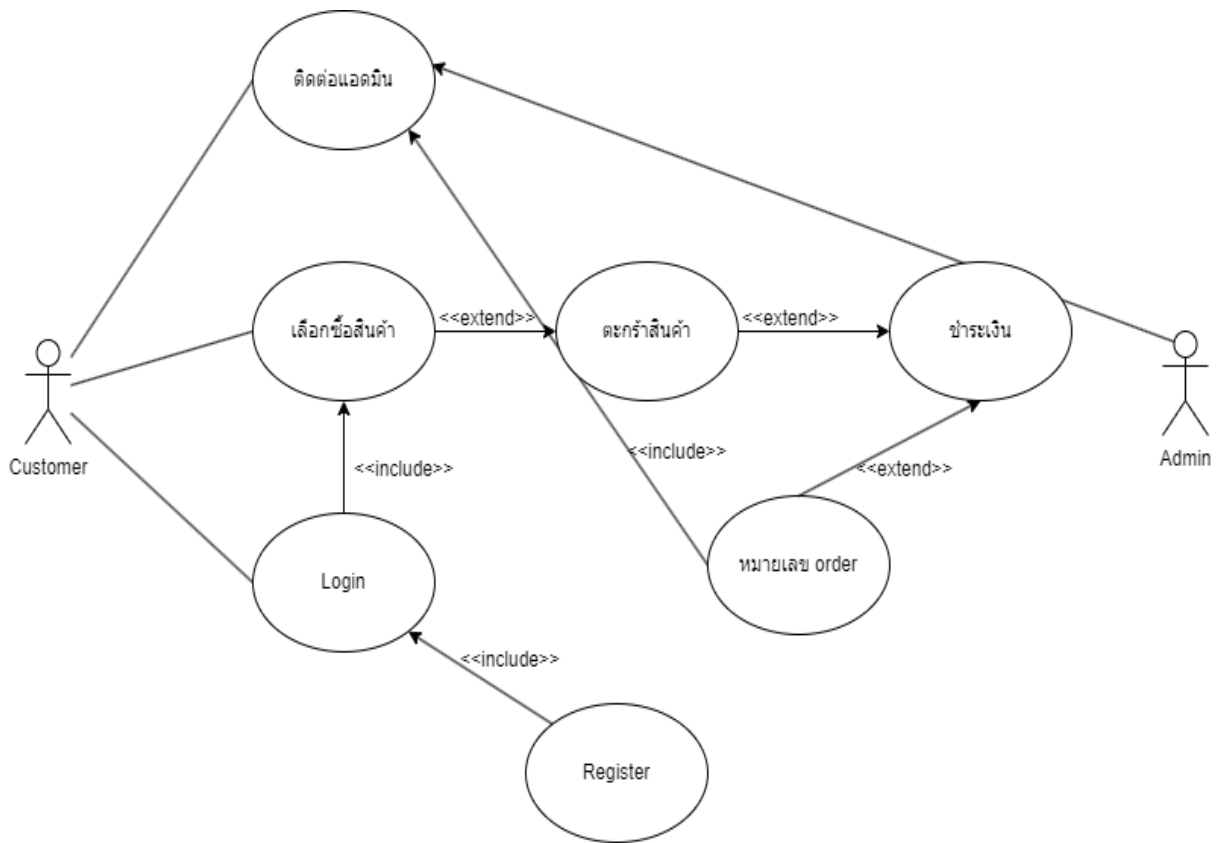 ติดต่อแอดมิน
เลือกซื้อสินค้า
<<extend>>
ตะกร้าสินค้า
<<extend>>
ชำระเงิน
Customer
<<include>>
<<include>>
<<extend>>
Admin
Login
หมายเลข order
<<include>>
Register